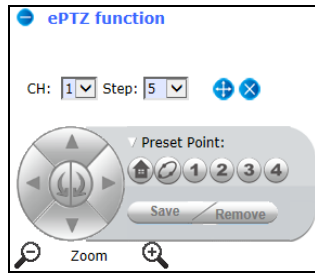 ePTZ function
CH: 1 Step: 5
Preset Point:
1 2 3 4
Save Remove
Zoom